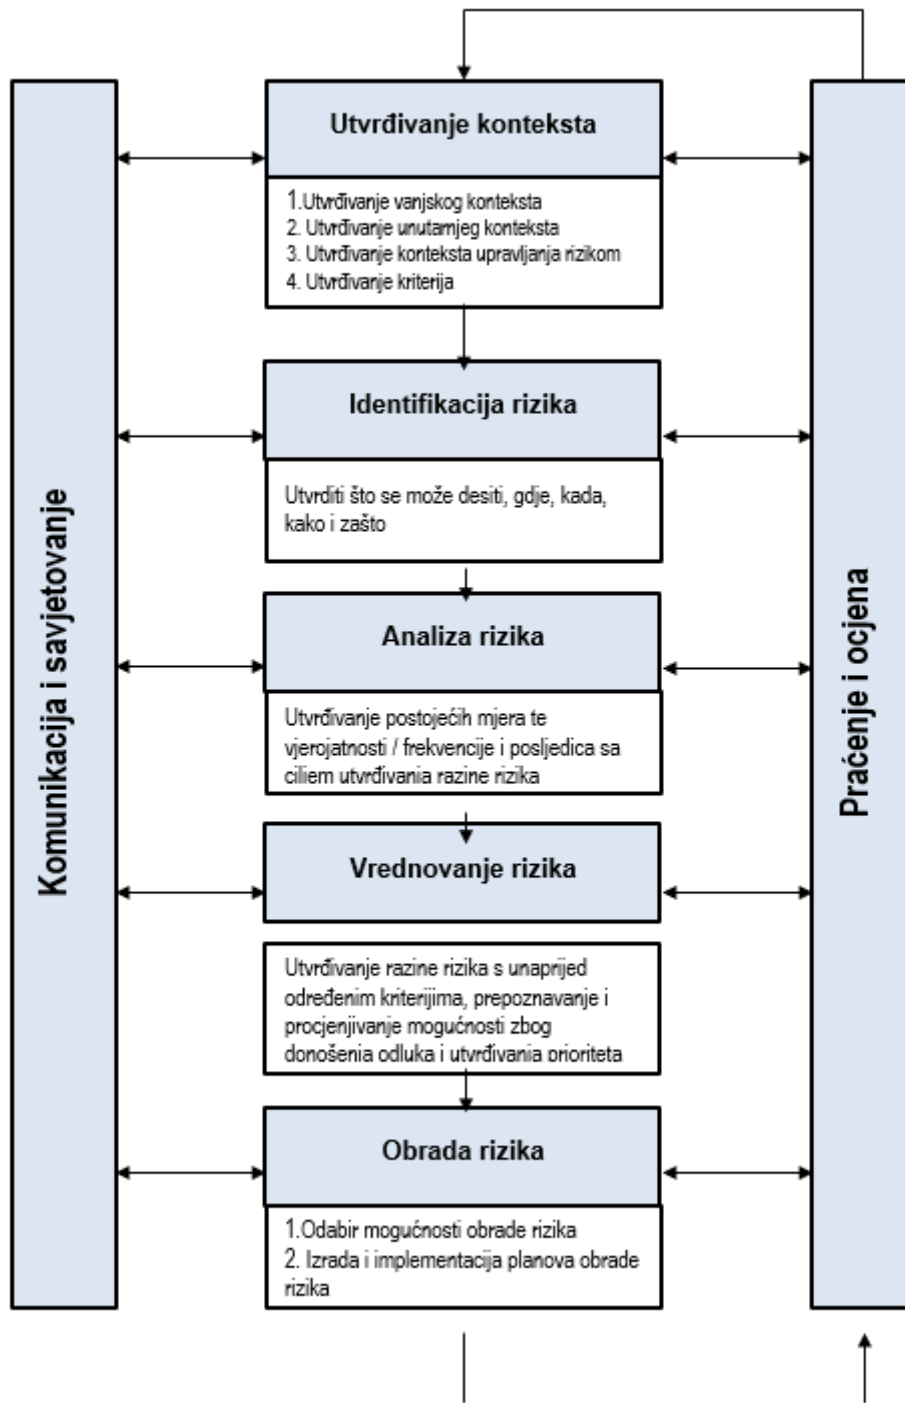 Utvrđivanje konteksta
1.Utvrđivanje vanjskog konteksta
2. Utvrđivanje unutarnjeg konteksta
3. Utvrđivanje konteksta upravljanja rizikom
4. Utvrđivanje kriterija
Identifikacija rizika
Utvrditi što se može desiti, gdje, kada,
kako i zašto
Analiza rizika
Utvrđivanje postojećih mjera te
vjerojatnosti / frekvencije i posljedica sa
ciljem utvrđivanja razine rizika
Vrednovanje rizika
Utvrđivanje razine rizika s unaprijed
određenim kriterijima, prepoznavanje i
procjenjivanje mogućnosti zbog
donošenja odluka i utvrđivanja prioriteta
Obrada rizika
1.Odabir mogućnosti obrade rizika
2. Izrada i implementacija planova obrade
rizika
Komunikacija i savjetovanje
Praćenje i ocjena